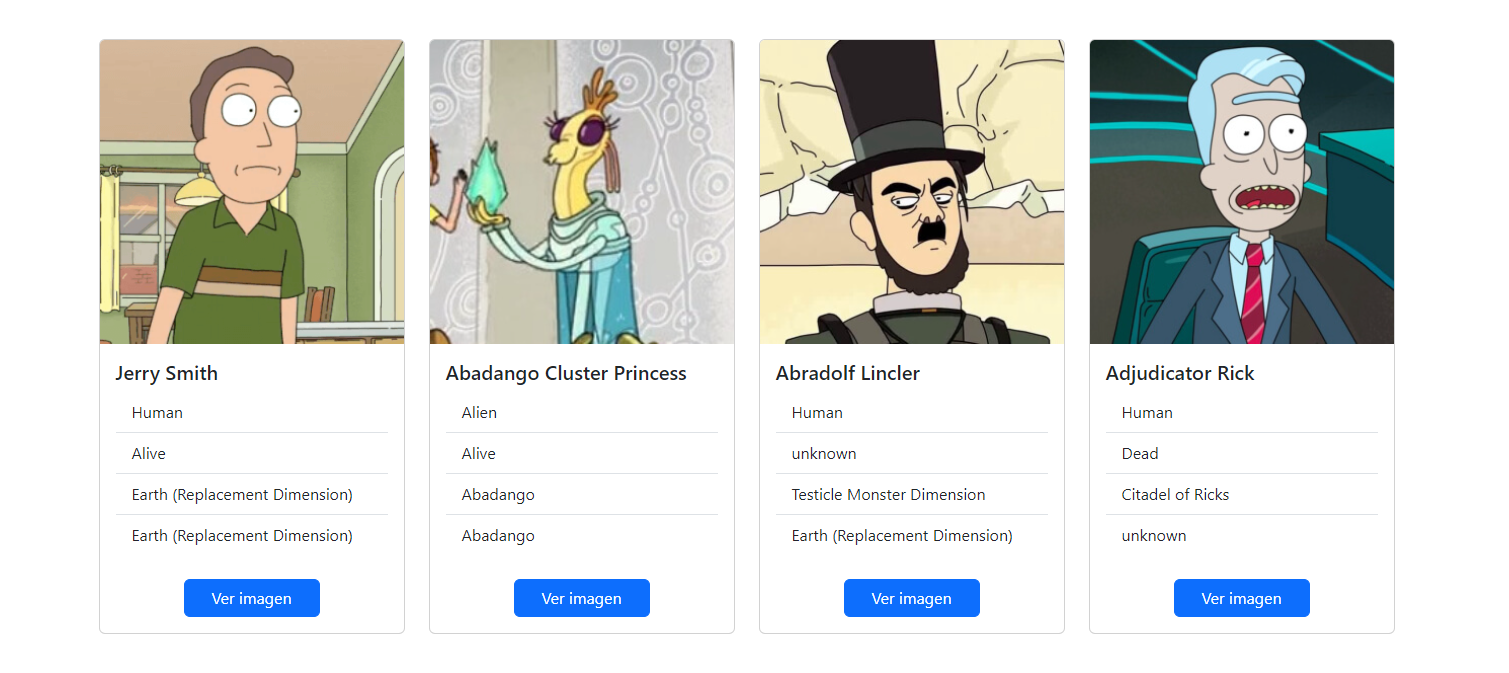 Jerry Smith
Human
Alive
Earth (Replacement Dimension)
Earth (Replacement Dimension)
Ver imagen
Abadango Cluster Princess
Alien
Alive
Abadango
Abadango
Ver imagen
Abradolf Lincler
Human
unknown
Testicle Monster Dimension
Earth (Replacement Dimension)
Ver imagen
Adjudicator Rick
Human
Dead
Citadel of Ricks
unknown
Ver imagen